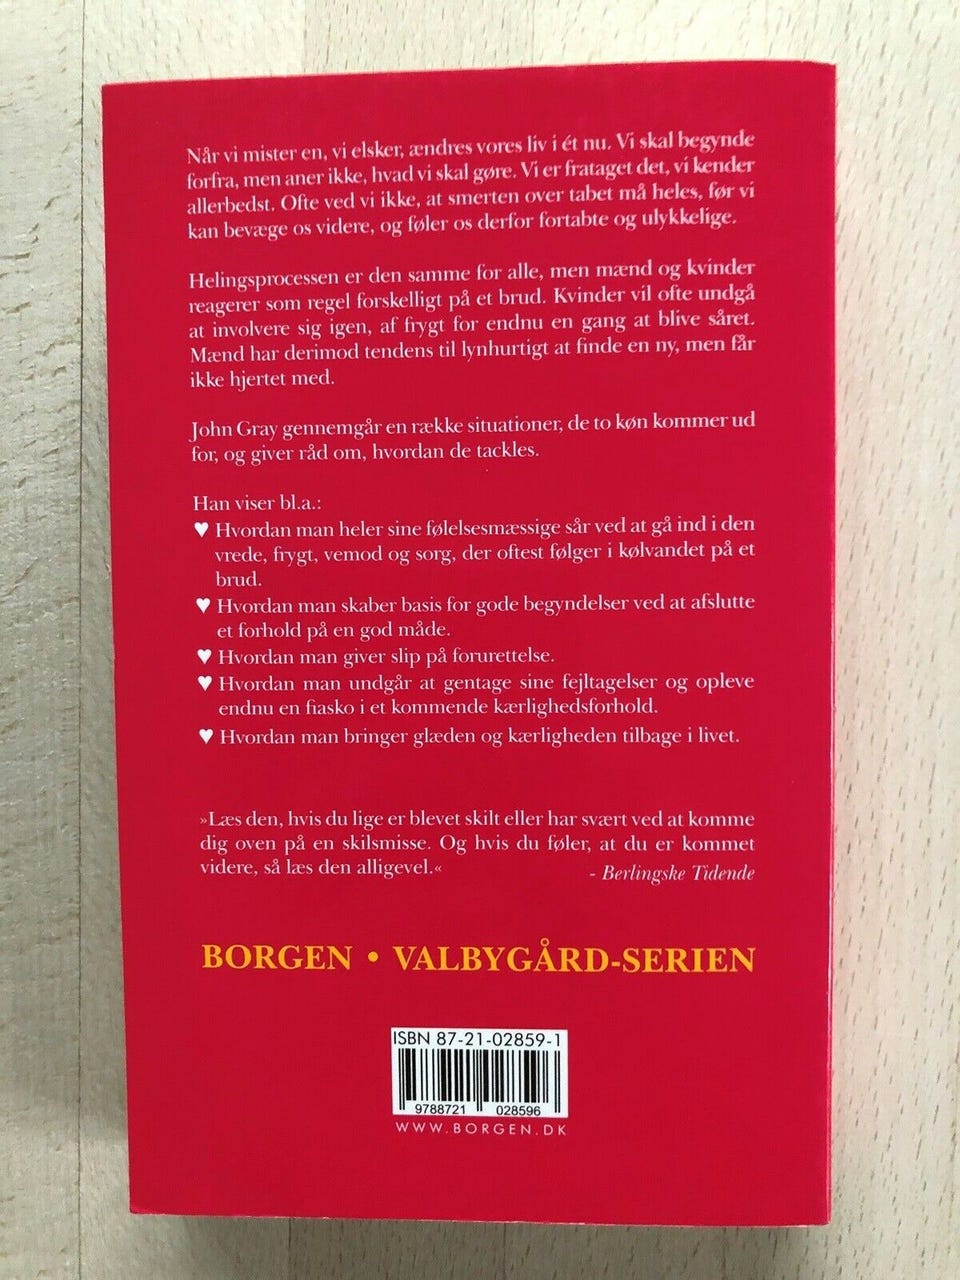 Når vi mister en, vi elsker, ændres vores liv i ét nu. Vi skal begynde
forfra, men aner ikke, hvad vi skal gøre. Vi er frataget det, vi kender
allerbedst. Ofte ved vi ikke, at smerten over tabet må heles, før vi
kan bevæge os videre, og føler os derfor fortabte og ulykkelige.
Helingsprocessen er den samme for alle, men mænd og kvinder
reagerer som regel forskelligt på et brud. Kvinder vil ofte undgå
at involvere sig igen, af frygt for endnu en gang at blive såret.
Mænd har derimod tendens til lynhurtigt at finde en ny, men får
ikke hjertet med.
John Gray gennemgår en række situationer, de to køn kommer ud
for, og giver råd om, hvordan de tackles.
Han viser bl.a.:
♥ Hvordan man heler sine følelsesmæssige sår ved at gå ind i den
vrede, frygt, vemod og sorg, der oftest følger i kølvandet på et
brud.
♥ Hvordan man skaber basis for gode begyndelser ved at afslutte
et forhold på en god måde.
♥ Hvordan man giver slip på forurettelse.
♥ Hvordan man undgår at gentage sine fejltagelser og opleve
endnu en fiasko i et kommende kærlighedsforhold.
♥ Hvordan man bringer glæden og kærligheden tilbage i livet.
»Læs den, hvis du lige er blevet skilt eller har svært ved at komme
dig oven på en skilsmisse. Og hvis du føler, at du er kommet
videre, så læs den alligevel.«
- Berlingske Tidende
BORGEN • VALBYGÅRD-SERIEN
ISBN 87-21-02859-1
9788721 028596
WWW.BORGEN.DK